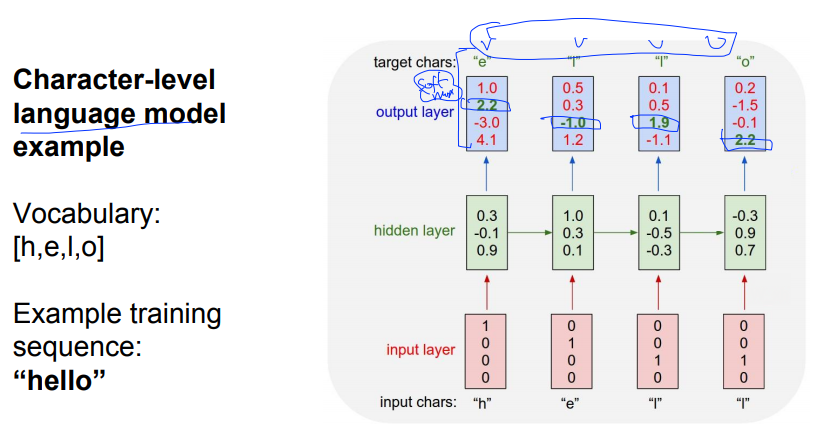 Character-level
language model
example
Vocabulary:
[h,e,l,o]
Example training
sequence:
“hello”
target chars: “e” “l” “l” “o”
soft
max
output layer
1.0 0.5 0.1 0.2
2.2 0.3 0.5 -1.5
-3.0 -1.0 1.9 -0.1
4.1 1.2 -1.1 2.2
hidden layer
0.3 1.0 0.1 -0.3
-0.1 0.3 -0.5 0.9
0.9 0.1 -0.3 0.7
input layer
1 0 0 0
0 1 0 0
0 0 1 1
0 0 0 0
input chars: “h” “e” “l” “l”